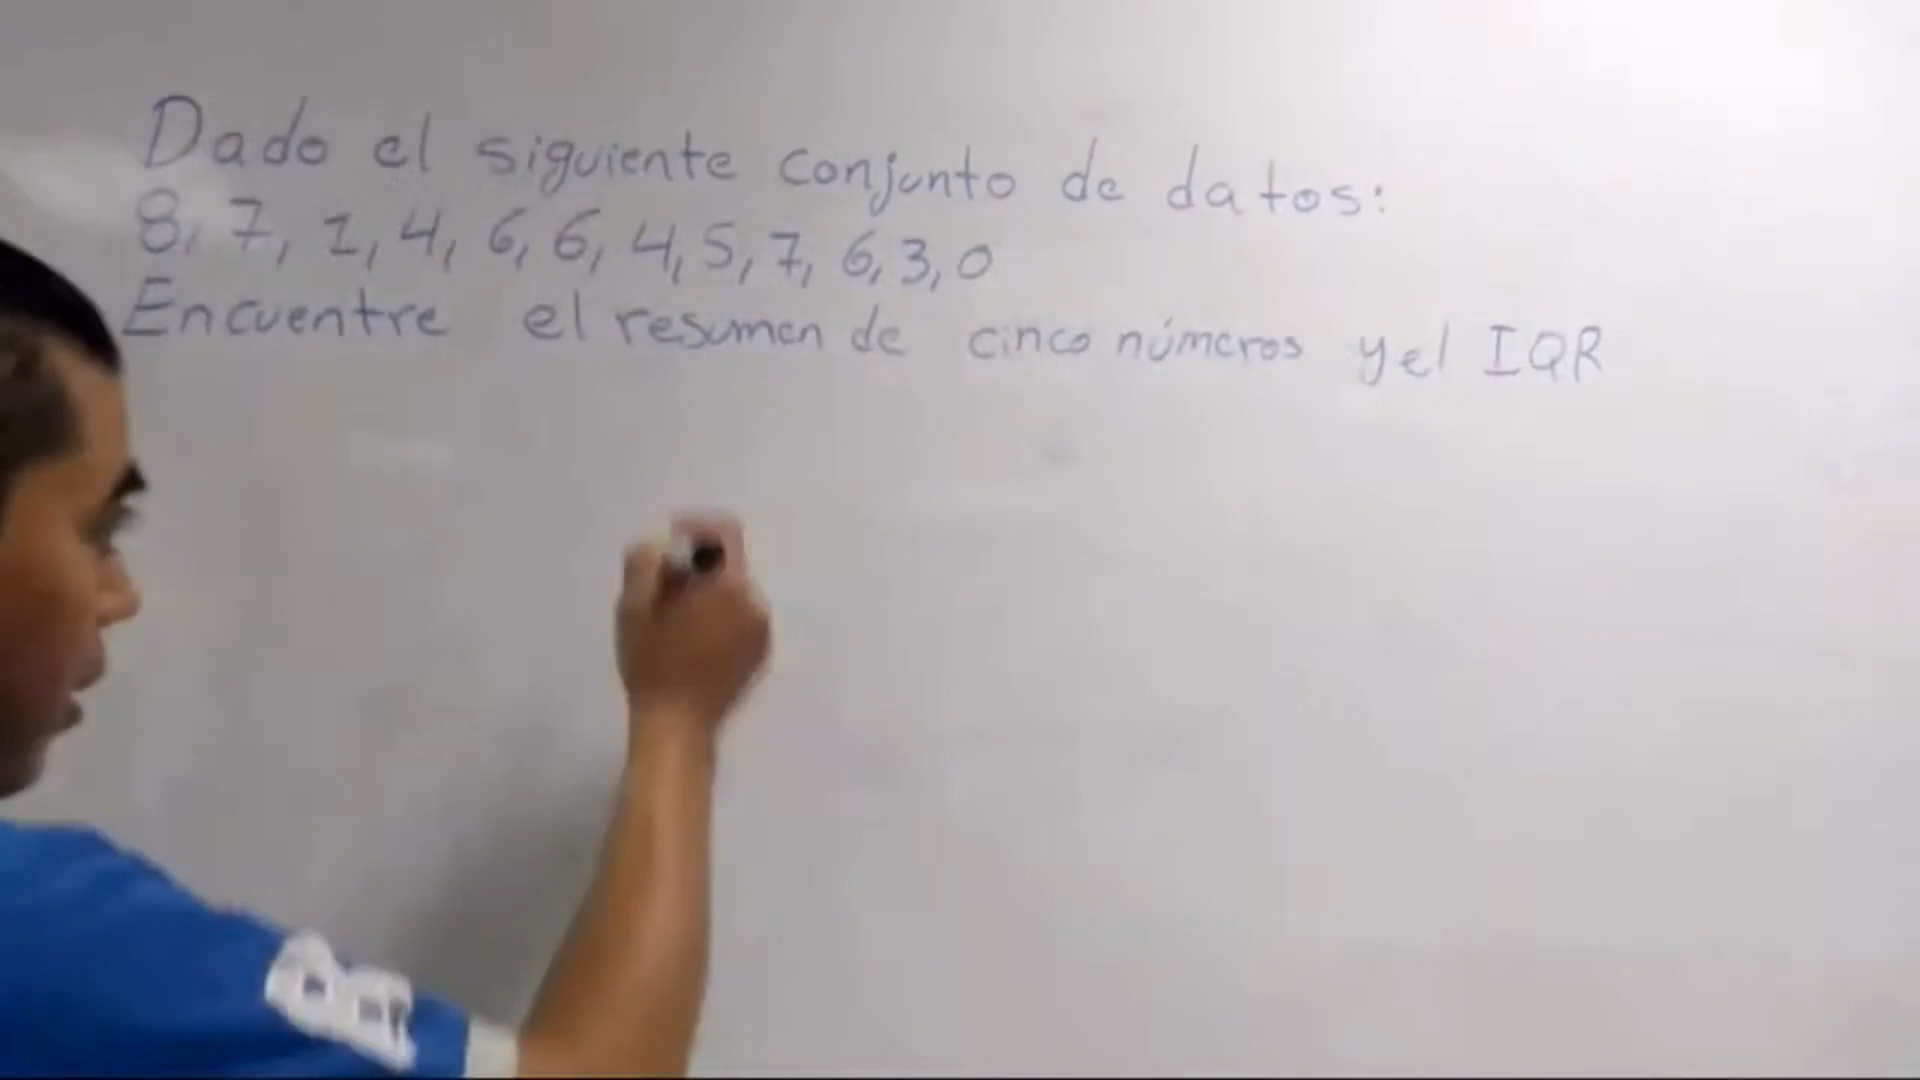 Dado el siguiente conjunto de datos:
8, 7, 1, 4, 6, 6, 4, 5, 7, 6, 3, 0
Encuentre el resumen de cinco números y el IQR